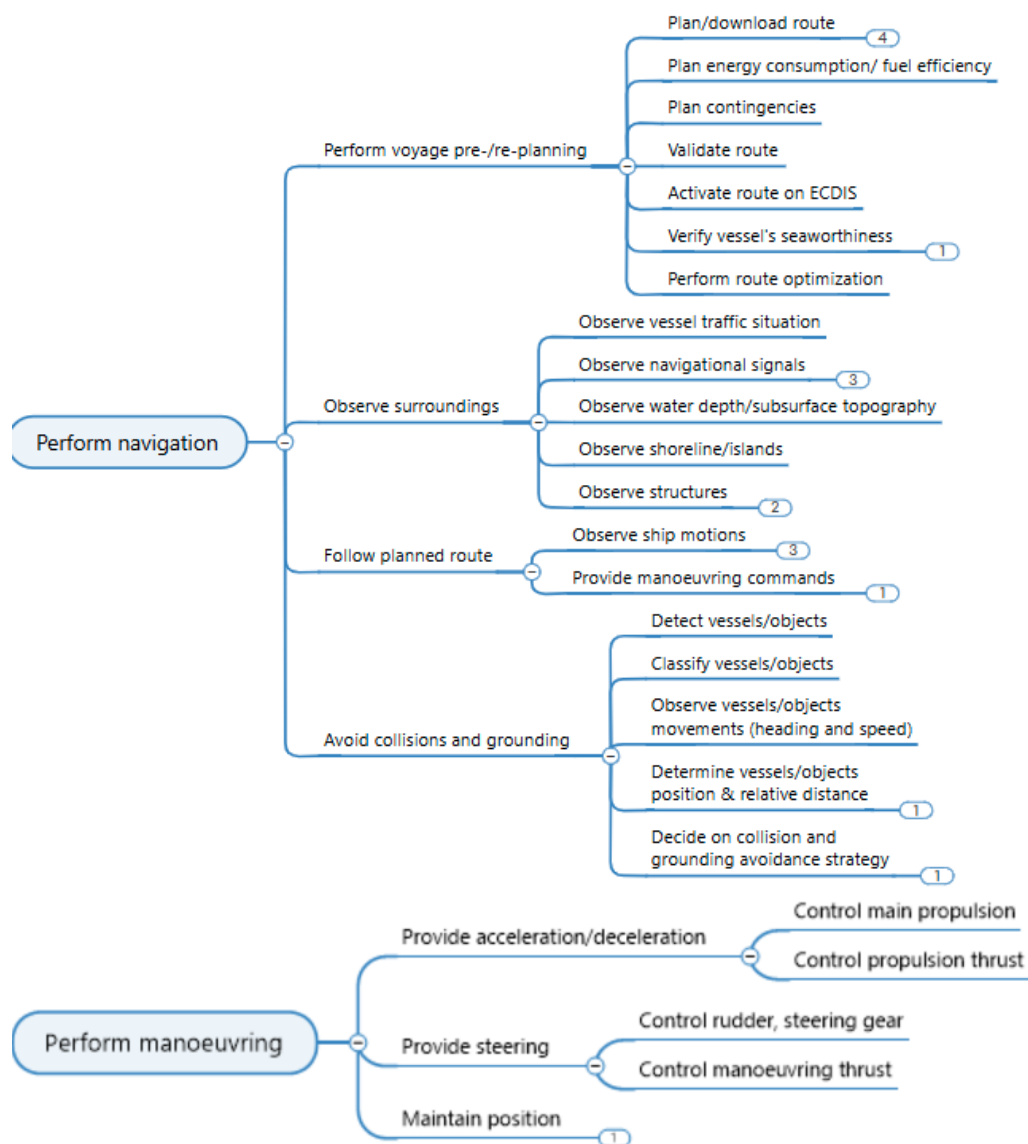 Plan/download route
4
Plan energy consumption/ fuel efficiency
Plan contingencies
Perform voyage pre-/re-planning
Validate route
Activate route on ECDIS
Verify vessel's seaworthiness
1
Perform route optimization
Observe vessel traffic situation
Observe navigational signals
3
Observe surroundings
Observe water depth/subsurface topography
Perform navigation
Observe shoreline/islands
Observe structures
2
Observe ship motions
3
Follow planned route
Provide manoeuvring commands
1
Detect vessels/objects
Classify vessels/objects
Observe vessels/objects
movements (heading and speed)
Avoid collisions and grounding
Determine vessels/objects
position & relative distance
1
Decide on collision and
grounding avoidance strategy
1
Control main propulsion
Provide acceleration/deceleration
Control propulsion thrust
Perform manoeuvring
Control rudder, steering gear
Provide steering
Control manoeuvring thrust
Maintain position
1